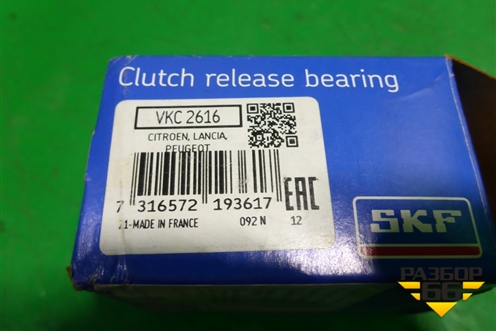 Clutch release bearing
VKC 2616
CITROEN, LANCIA,
PEUGEOT
7 316572 193617
21-MADE IN FRANCE 092 N 12
EAC
SKF
РАЗБОР
66